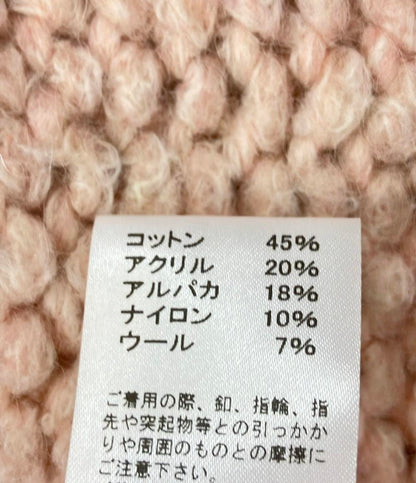 コットン 45%
アクリル 20%
アルパカ 18%
ナイロン 10%
ウール 7%
ご着用の際、釦、指輪、指
先や突起物等との引っかか
りや周囲のものとの摩擦に
ご注意下さい。